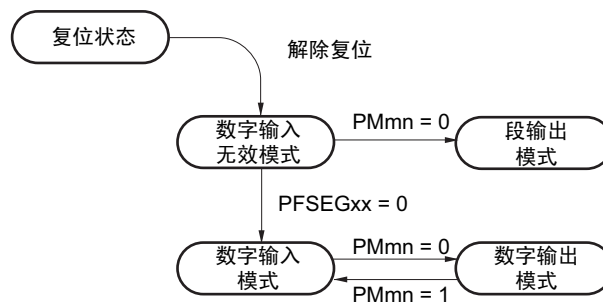 复位状态
解除复位
数字输入
无效模式
PMmn = 0
段输出
模式
PFSEGxx = 0
数字输入
模式
PMmn = 0
PMmn = 1
数字输出
模式